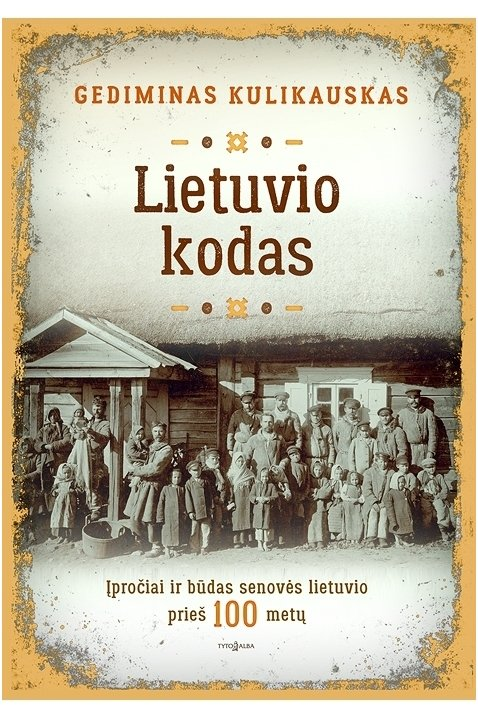 GEDIMINAS KULIKAUSKAS
Lietuvio
kodas
Įpročiai ir būdas senovės lietuvio
prieš 100 metų
TYTO ALBA